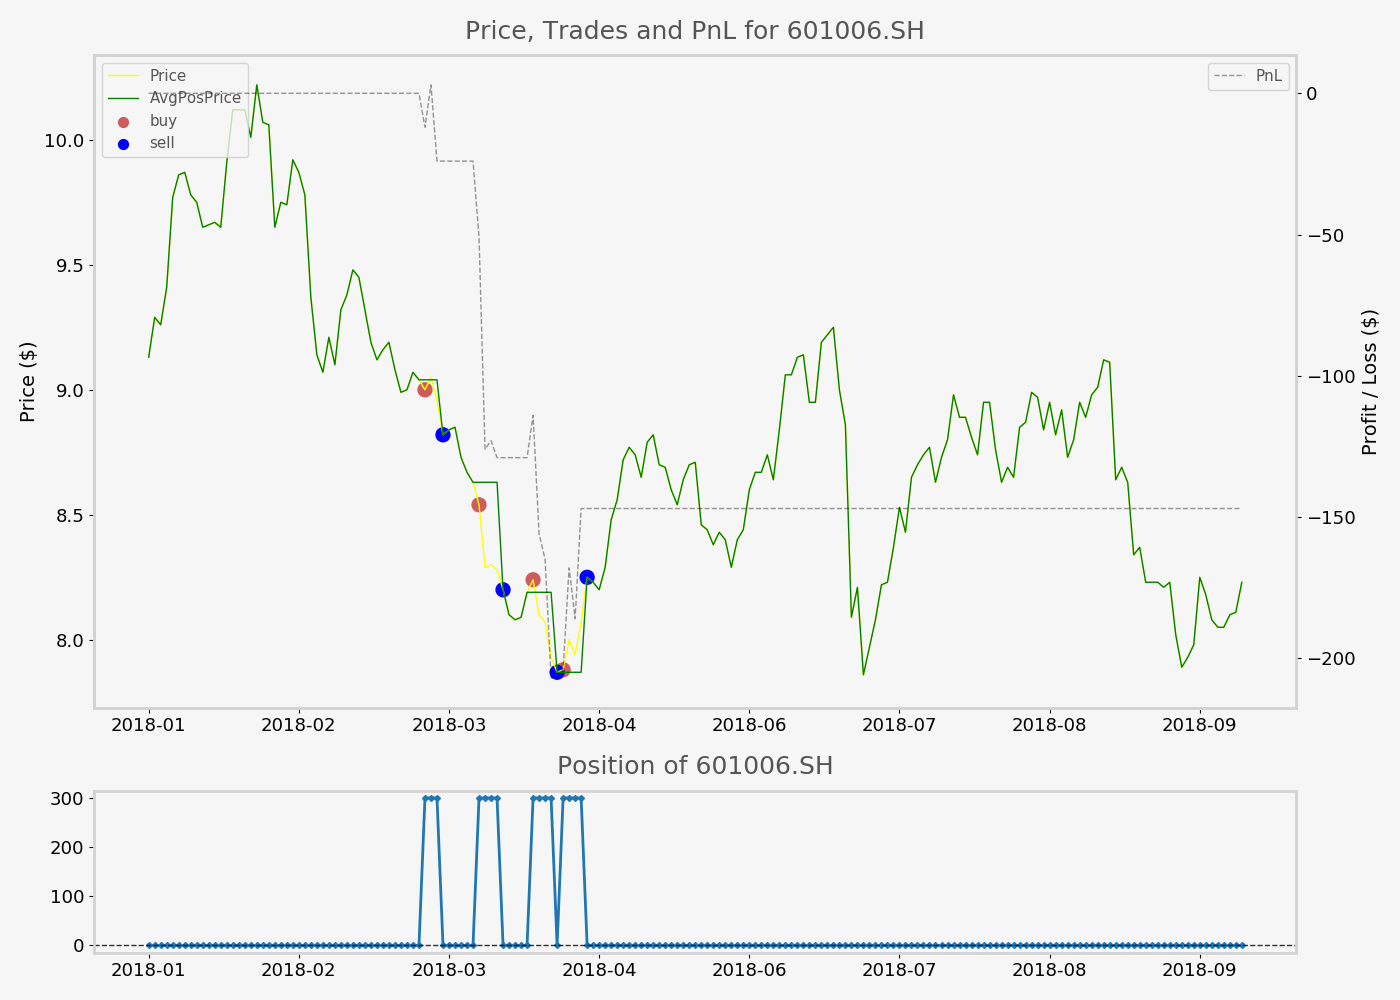 Price, Trades and PnL for 601006.SH
Price
AvgPosPrice
buy
sell
PnL
10.0
9.5
9.0
8.5
8.0
Price ($)
0
−50
−100
−150
−200
Profit / Loss ($)
2018-01 2018-02 2018-03 2018-04 2018-06 2018-07 2018-08 2018-09
Position of 601006.SH
300
200
100
0
2018-01 2018-02 2018-03 2018-04 2018-06 2018-07 2018-08 2018-09